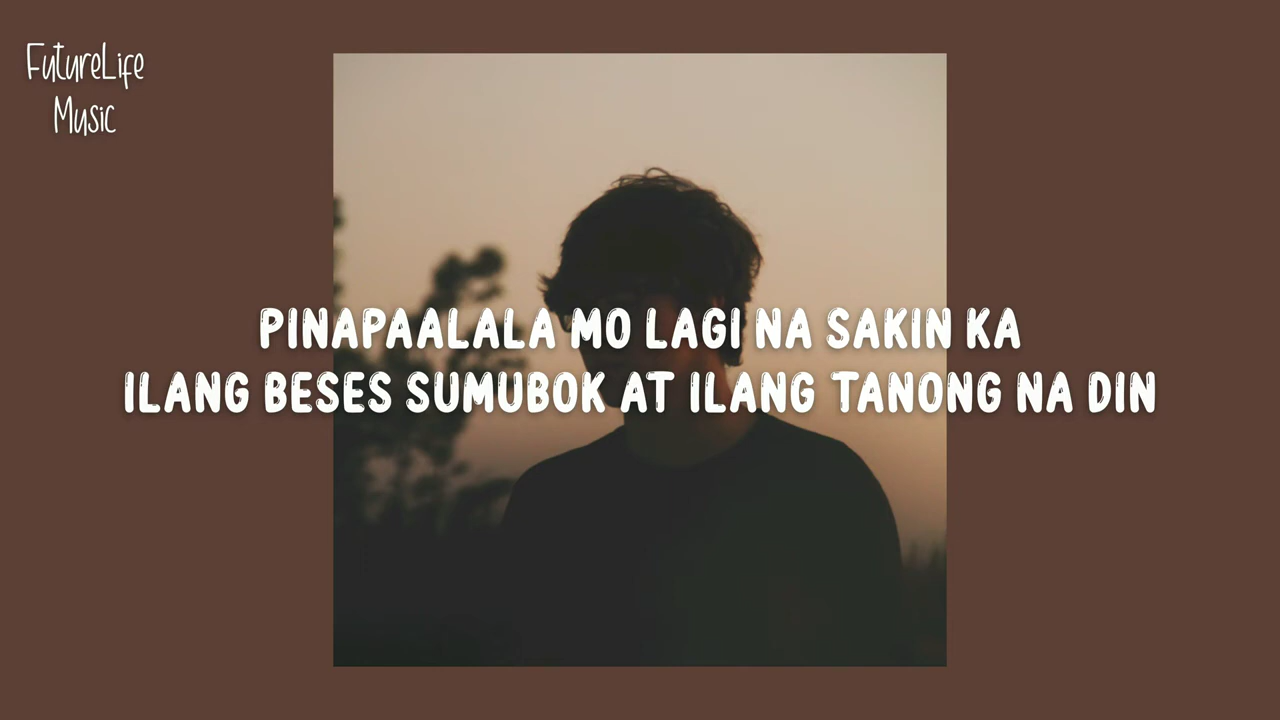 FutureLife
Music
PINAPAALALA MO LAGI NA SAKIN KA
ILANG BESES SUMUBOK AT ILANG TANONG NA DIN